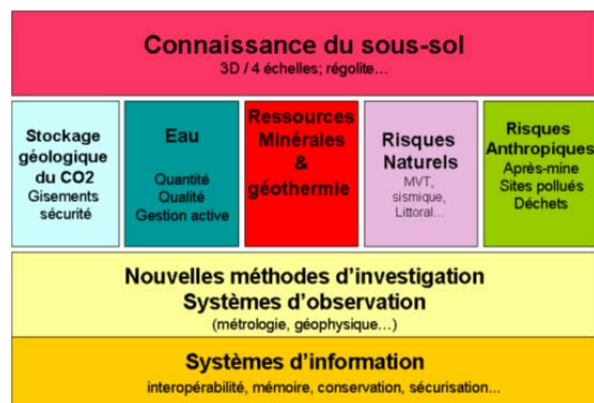 Connaissance du sous-sol
3D / 4 échelles; régolite...
Stockage
géologique
du CO2
Gisements
sécurité
Eau
Quantité
Qualité
Gestion active
Ressources
Minérales
&
géothermie
Risques
Naturels
MVT,
sismique,
Littoral...
Risques
Anthropiques
Après-mine
Sites pollués
Déchets
Nouvelles méthodes d'investigation
Systèmes d'observation
(métrologie, géophysique...)
Systèmes d'information
interopérabilité, mémoire, conservation, sécurisation...